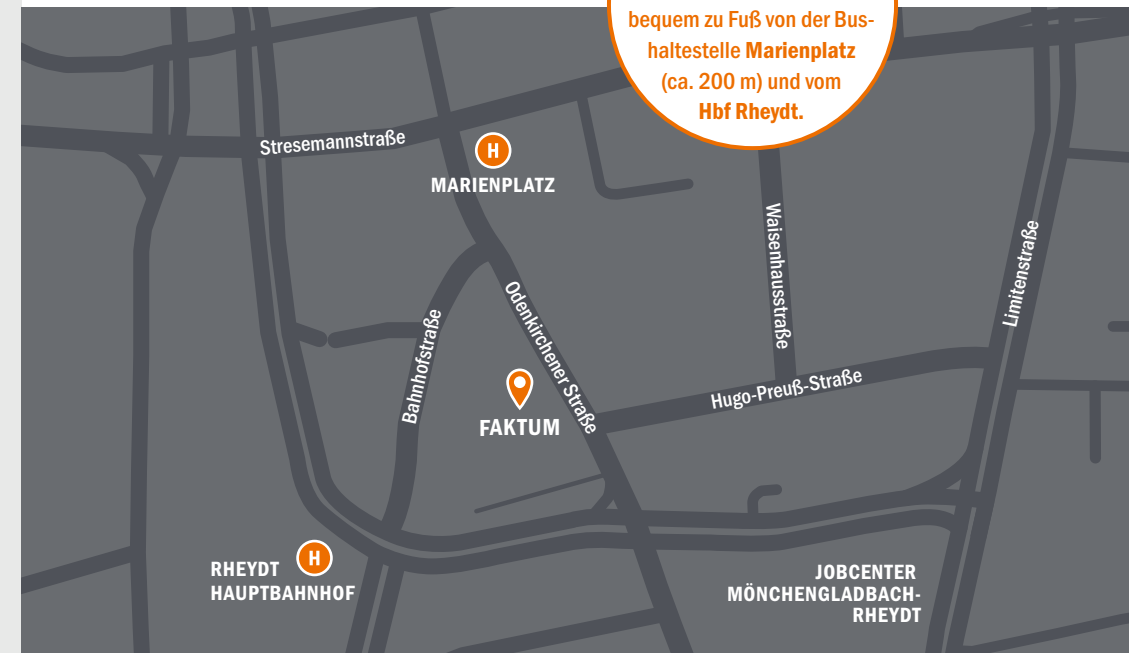 bequem zu Fuß von der Bus-
haltestelle Marienplatz
(ca. 200 m) und vom
Hbf Rheydt.
Stresemannstraße
H
MARIENPLATZ
Waisenhausstraße
Limitenstraße
Odenkirchener Straße
Bahnhofstraße
Hugo-Preuß-Straße
FAKTUM
H
RHEYDT
HAUPTBAHNHOF
JOBCENTER
MÖNCHENGLADBACH-
RHEYDT